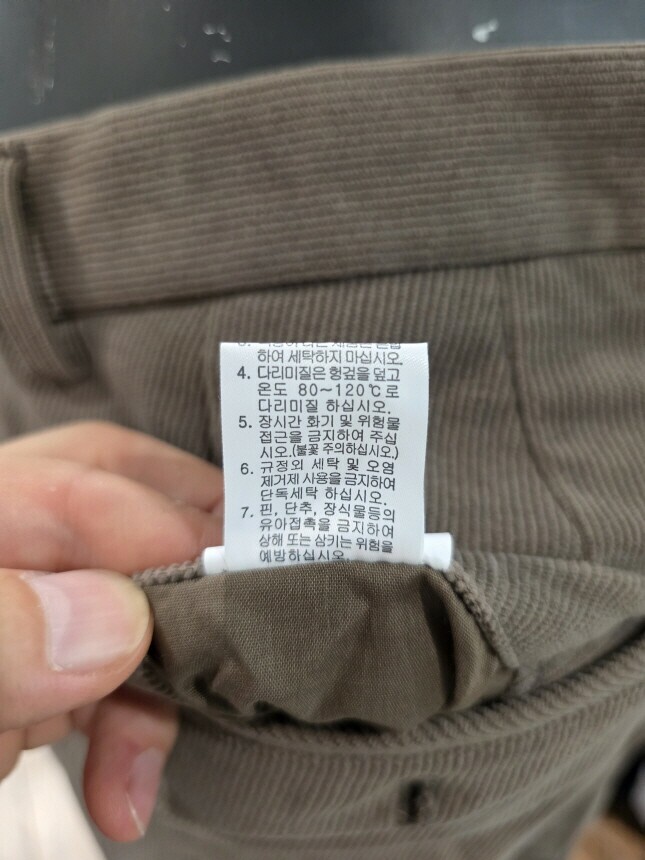 하여 세탁하지 마십시오.
4. 다리미질은 헝겊을 덮고
온도 80~120℃로
다리미질 하십시오.
5. 장시간 화기 및 위험물
접근을 금지하여 주십
시오.(불꽃 주의하십시오.)
6. 규정외 세탁 및 오염
제거제 사용을 금지하여
단독세탁 하십시오.
7. 핀, 단추, 장식물등의
유아접촉을 금지하여
상해 또는 삼키는 위험을
예방하십시오.